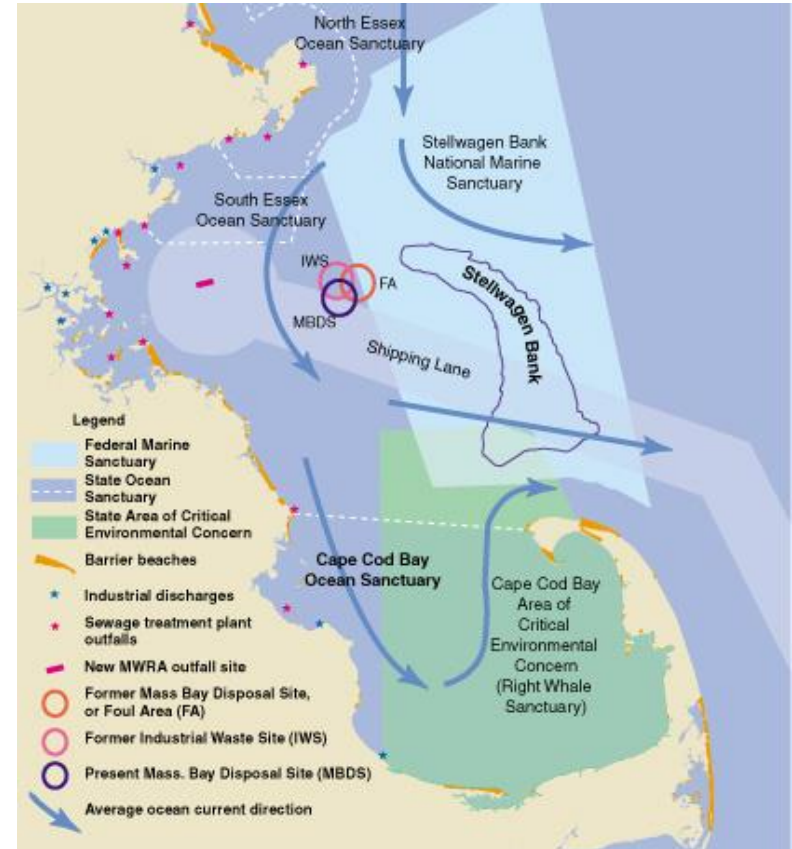 North Essex
Ocean Sanctuary
Stellwagen Bank
National Marine
Sanctuary
South Essex
Ocean Sanctuary
IWS
FA
MBDS
Stellwagen Bank
Shipping Lane
Legend
Federal Marine
Sanctuary
State Ocean
Sanctuary
State Area of Critical
Environmental Concern
Barrier beaches
Industrial discharges
Sewage treatment plant
outfalls
New MWRA outfall site
Former Mass Bay Disposal Site,
or Foul Area (FA)
Former Industrial Waste Site (IWS)
Present Mass. Bay Disposal Site (MBDS)
Average ocean current direction
Cape Cod Bay
Ocean Sanctuary
Cape Cod Bay
Area of
Critical
Environmental
Concern
(Right Whale
Sanctuary)